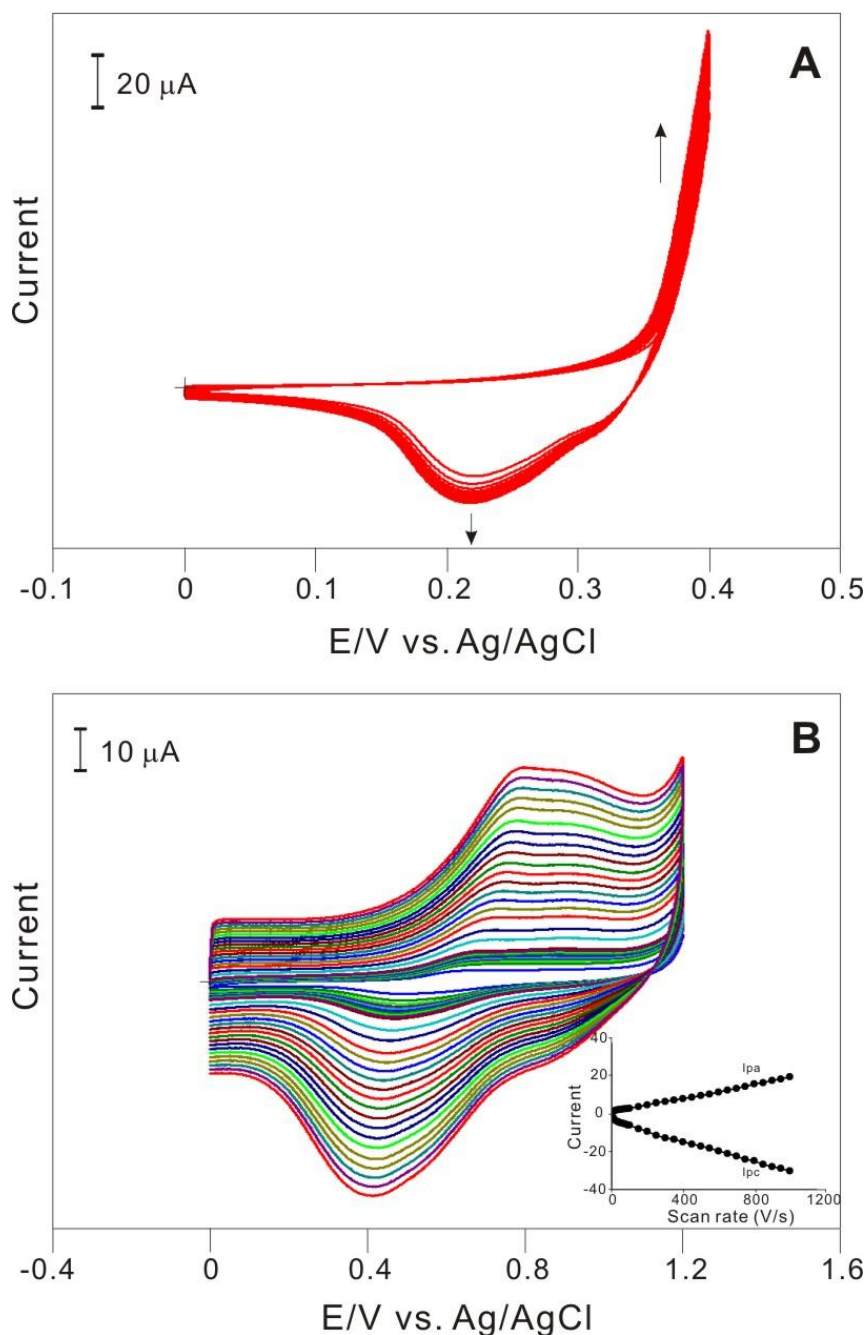 A
20 μA
Current
-0.1 0 0.1 0.2 0.3 0.4 0.5
E/V vs. Ag/AgCl
B
10 μA
Current
40
20
0
-20
-40
Current
Ipa
Ipc
0 400 800 1200
Scan rate (V/s)
-0.4 0 0.4 0.8 1.2 1.6
E/V vs. Ag/AgCl